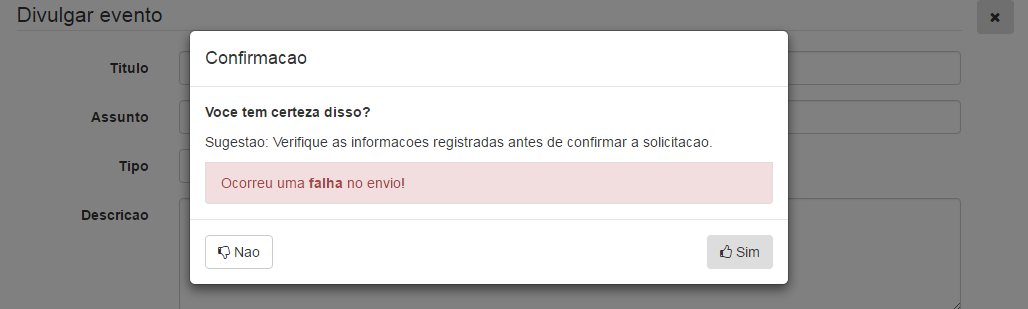 Divulgar evento
Confirmacao
Titulo
Voce tem certeza disso?
Assunto
Sugestao: Verifique as informacoes registradas antes de confirmar a solicitacao.
Tipo
Ocorreu uma falha no envio!
Descricao
Nao
Sim